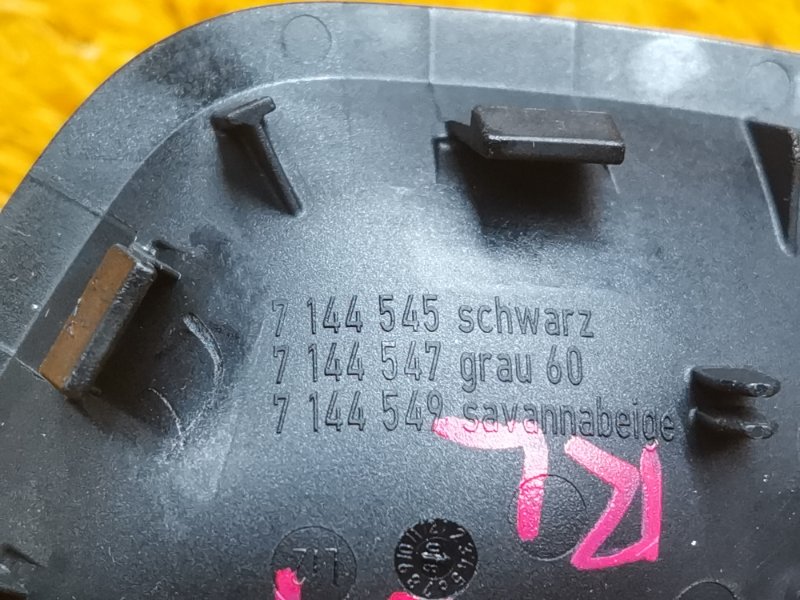 7 144 545 schwarz
7 144 547 grau 60
7 144 549 savannabeige
RL